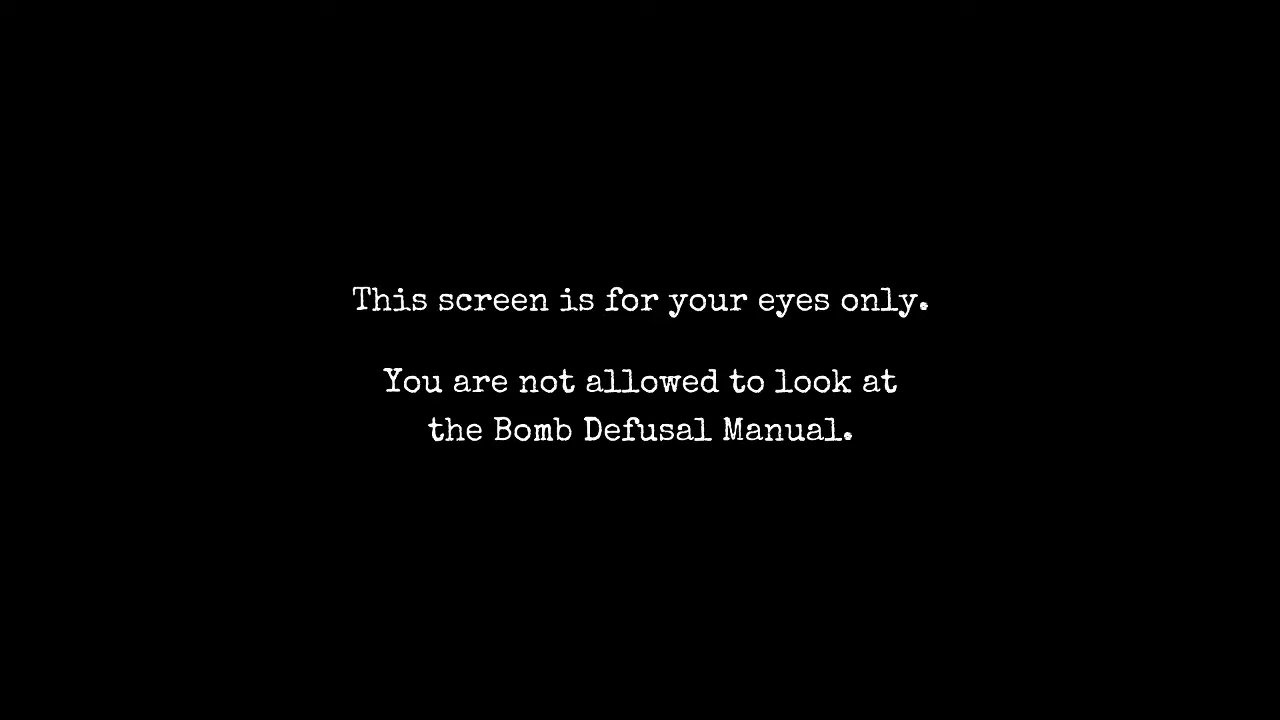 This screen is for your eyes only.
You are not allowed to look at
the Bomb Defusal Manual.